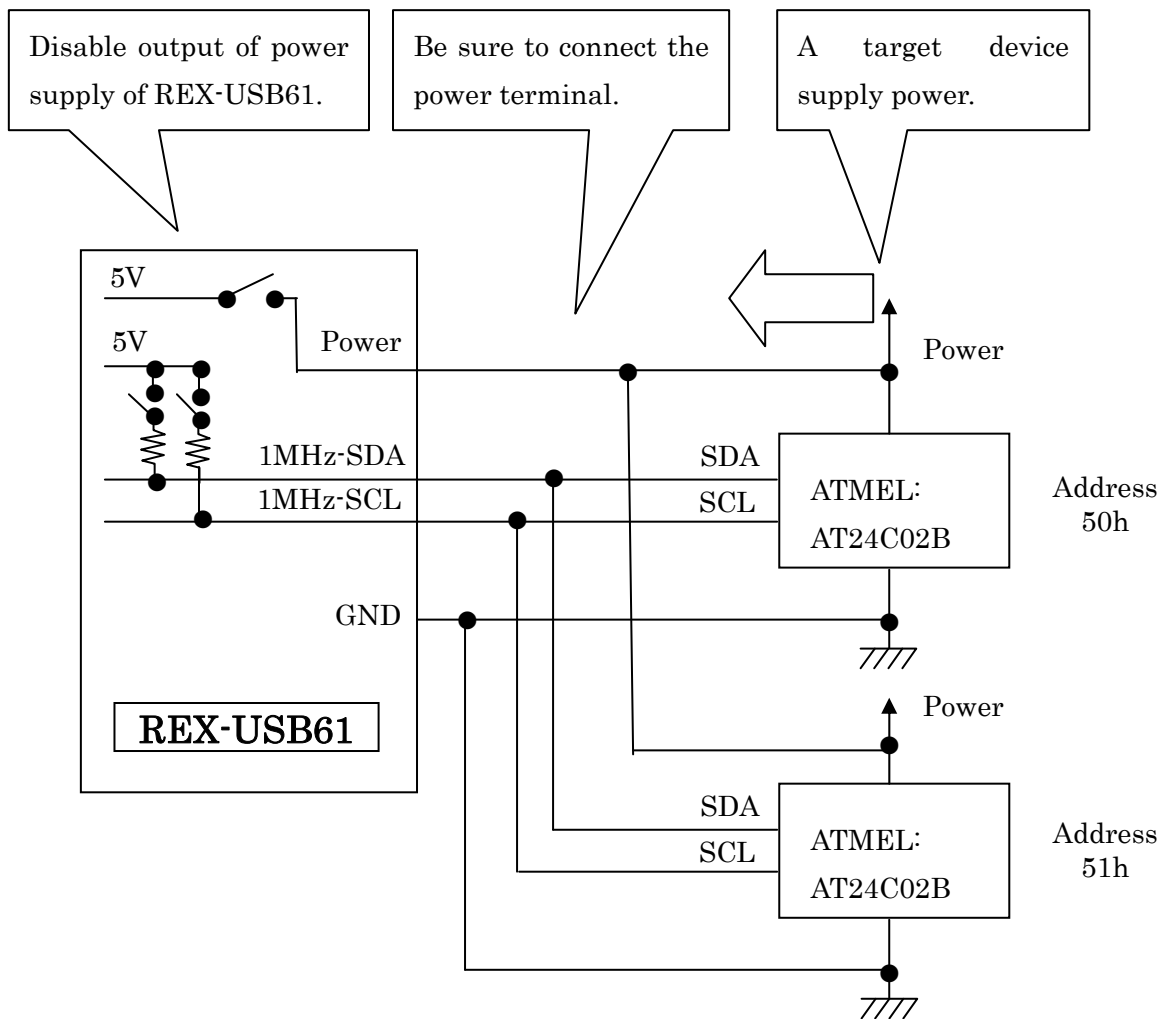 Disable output of power
supply of REX-USB61.
Be sure to connect the
power terminal.
A target device
supply power.
5V
5V
Power
Power
1MHz-SDA
SDA
1MHz-SCL
SCL
ATMEL:
AT24C02B
Address
50h
GND
REX-USB61
Power
SDA
SCL
ATMEL:
AT24C02B
Address
51h